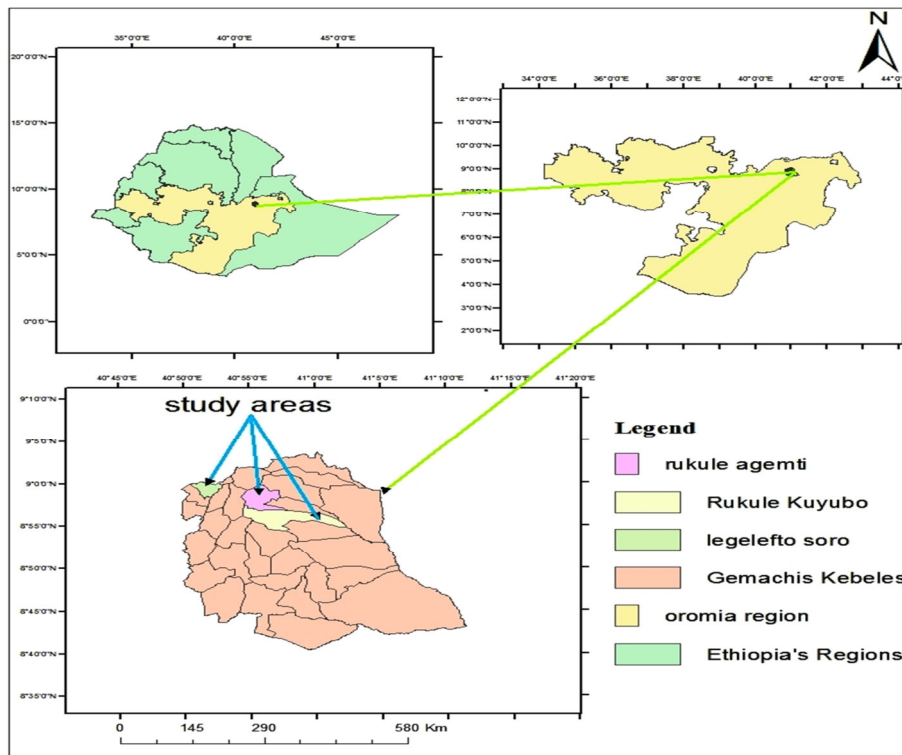 N
35°0'0"E 40°0'0"E 45°0'0"E
20°0'0"N
15°0'0"N
10°0'0"N
5°0'0"N
0°0'0"
34°0'0"E 36°0'0"E 38°0'0"E 40°0'0"E 42°0'0"E 44°0'
12°0'0"N
11°0'0"N
10°0'0"N
9°0'0"N
8°0'0"N
7°0'0"N
6°0'0"N
5°0'0"N
4°0'0"N
3°0'0"N
2°0'0"N
40°45'0"E 40°50'0"E 40°55'0"E 41°0'0"E 41°5'0"E 41°10'0"E 41°15'0"E 41°20'0"E
9°10'0"N
9°5'0"N
9°0'0"N
8°55'0"N
8°50'0"N
8°45'0"N
8°40'0"N
8°35'0"N
study areas
Legend
rukule agemti
Rukule Kuyubo
legelefto soro
Gemachis Kebeles
oromia region
Ethiopia's Regions
0 145 290 580 Km